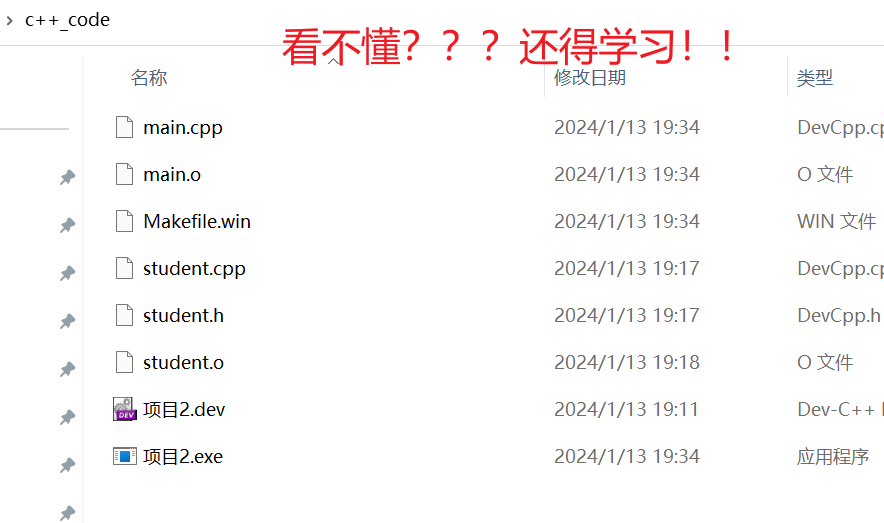 c++_code
看不懂？？？还得学习！！
名称 修改日期 类型
main.cpp 2024/1/13 19:34 DevCpp.cp
main.o 2024/1/13 19:34 O 文件
Makefile.win 2024/1/13 19:34 WIN 文件
student.cpp 2024/1/13 19:17 DevCpp.cp
student.h 2024/1/13 19:17 DevCpp.h
student.o 2024/1/13 19:18 O 文件
项目2.dev 2024/1/13 19:11 Dev-C++
项目2.exe 2024/1/13 19:34 应用程序